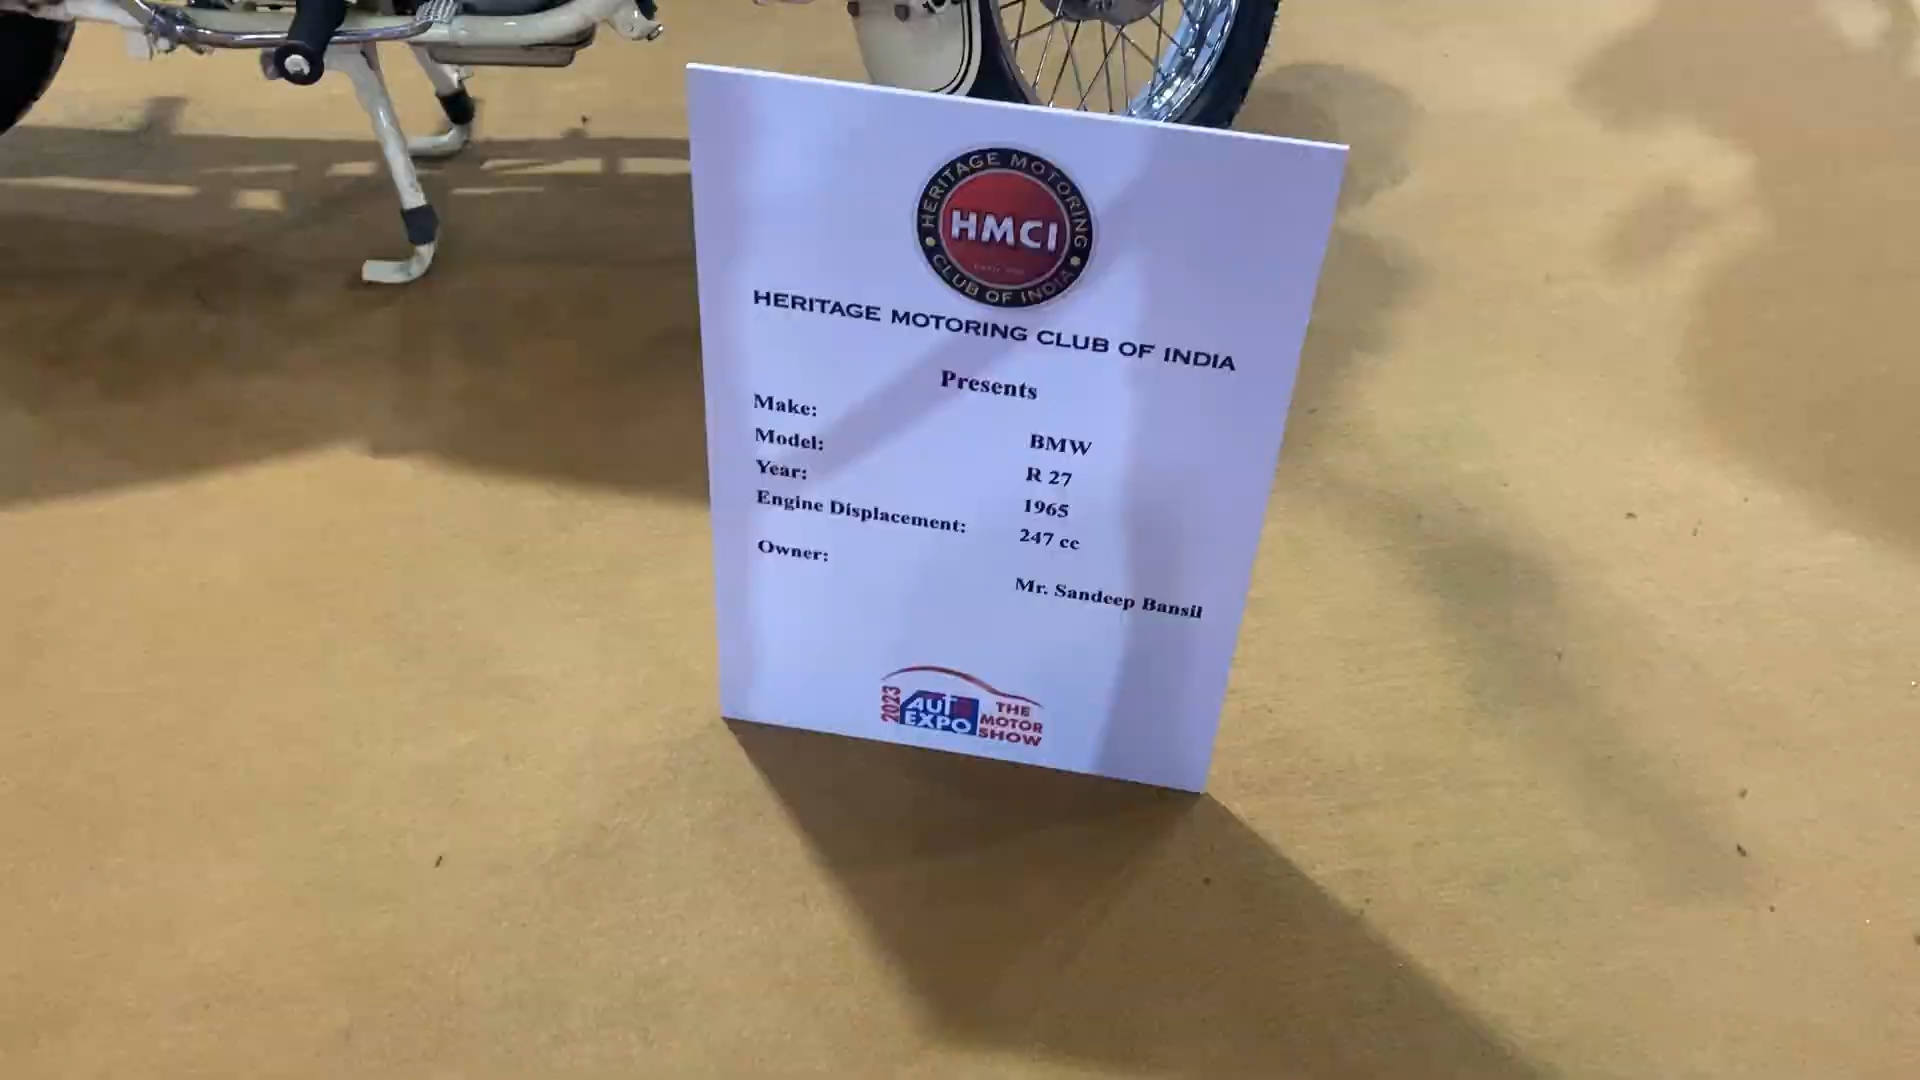 HERITAGE MOTORING
HMCI
CLUB OF INDIA
HERITAGE MOTORING CLUB OF INDIA
Presents
Make: BMW
Model: R 27
Year: 1965
Engine Displacement: 247 cc
Owner: Mr. Sandeep Bansil
2023 AUTO EXPO THE MOTOR SHOW